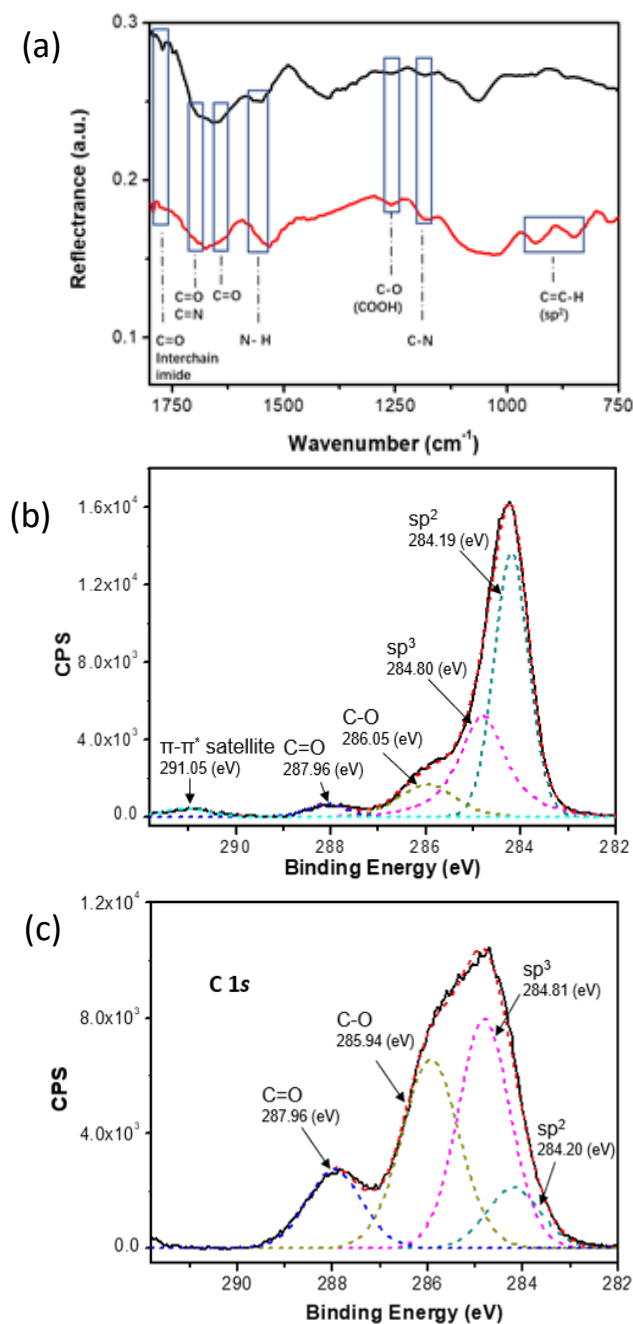 (a)
0.3
0.2
0.1
Reflectrance (a.u.)
C=O
Interchain
imide
C=O
C=N
C=O
N- H
C-O
(COOH)
C-N
C=C-H
(sp²)
1750
1500
1250
1000
750
Wavenumber (cm⁻¹)
(b)
1.6x10⁴
1.2x10⁴
8.0x10³
4.0x10³
0.0
CPS
sp²
284.19 (eV)
sp³
284.80 (eV)
C-O
286.05 (eV)
C=O
287.96 (eV)
π-π* satellite
291.05 (eV)
290
288
286
284
282
Binding Energy (eV)
(c)
1.2x10⁴
8.0x10³
4.0x10³
0.0
CPS
C 1s
sp³
284.81 (eV)
C-O
285.94 (eV)
C=O
287.96 (eV)
sp²
284.20 (eV)
290
288
286
284
282
Binding Energy (eV)